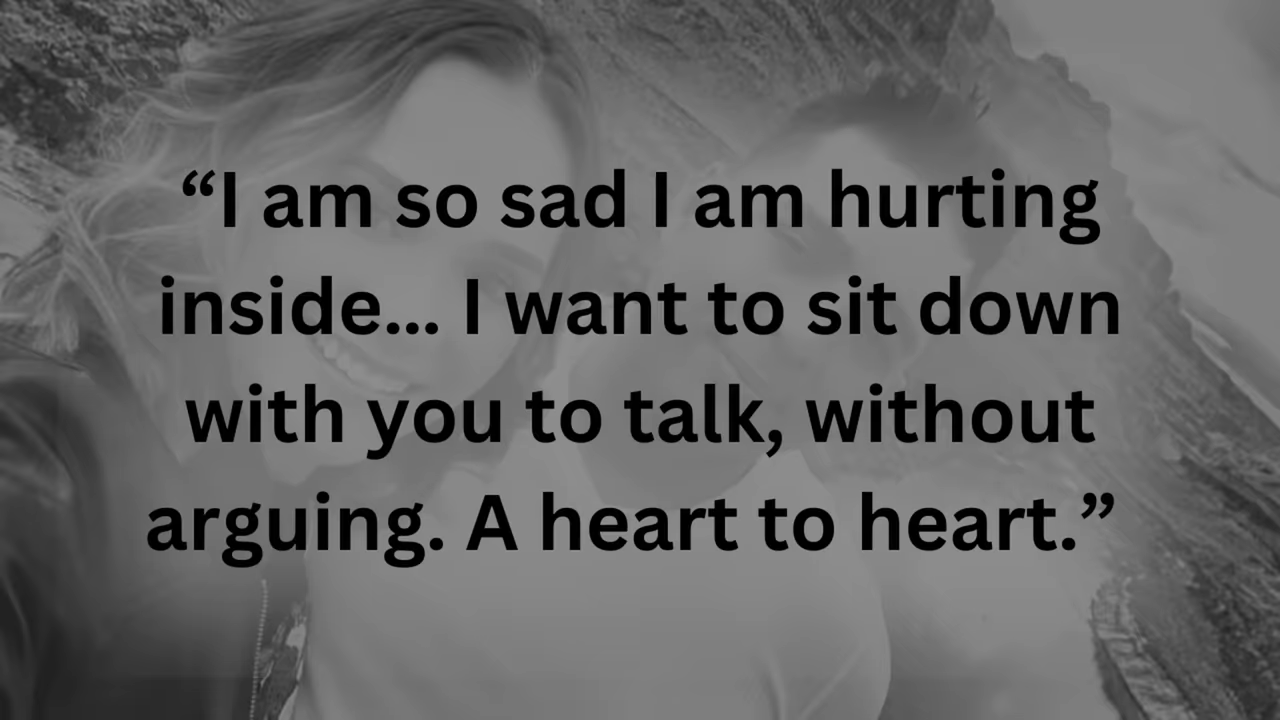 “I am so sad I am hurting
inside... I want to sit down
with you to talk, without
arguing. A heart to heart.”